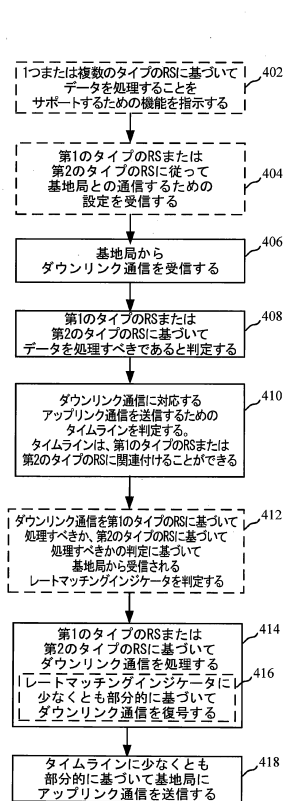 1つまたは複数のタイプのRSに基づいて
データを処理することを
サポートするための機能を指示する
402
第1のタイプのRSまたは
第2のタイプのRSに従って
基地局との通信するための
設定を受信する
404
基地局から
ダウンリンク通信を受信する
406
第1のタイプのRSまたは
第2のタイプのRSに基づいて
データを処理すべきであると判定する
408
ダウンリンク通信に対応する
アップリンク通信を送信するための
タイムラインを判定する。
タイムラインは、第1のタイプのRSまたは
第2のタイプのRSに関連付けることができる
410
ダウンリンク通信を第1のタイプのRSに基づいて
処理すべきか、第2のタイプのRSに基づいて
処理すべきかの判定に基づいて
基地局から受信される
レートマッチングインジケータを判定する
412
第1のタイプのRSまたは
第2のタイプのRSに基づいて
ダウンリンク通信を処理する
414
レートマッチングインジケータに
少なくとも部分的に基づいて
ダウンリンク通信を復号する
416
タイムラインに少なくとも
部分的に基づいて基地局に
アップリンク通信を送信する
418